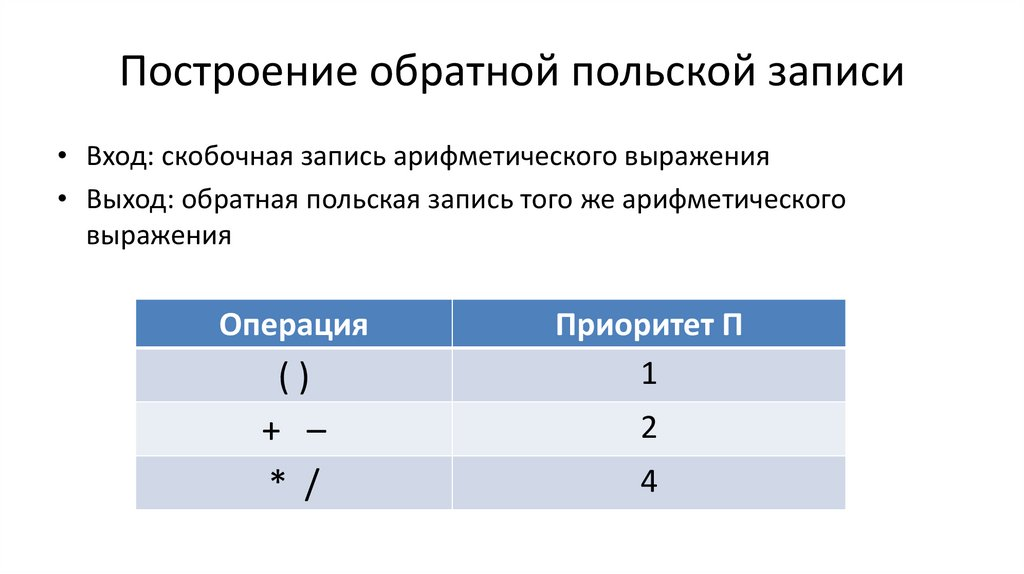 Построение обратной польской записи
• Вход: скобочная запись арифметического выражения
• Выход: обратная польская запись того же арифметического
выражения
Операция Приоритет П
( ) 1
+ – 2
* / 4